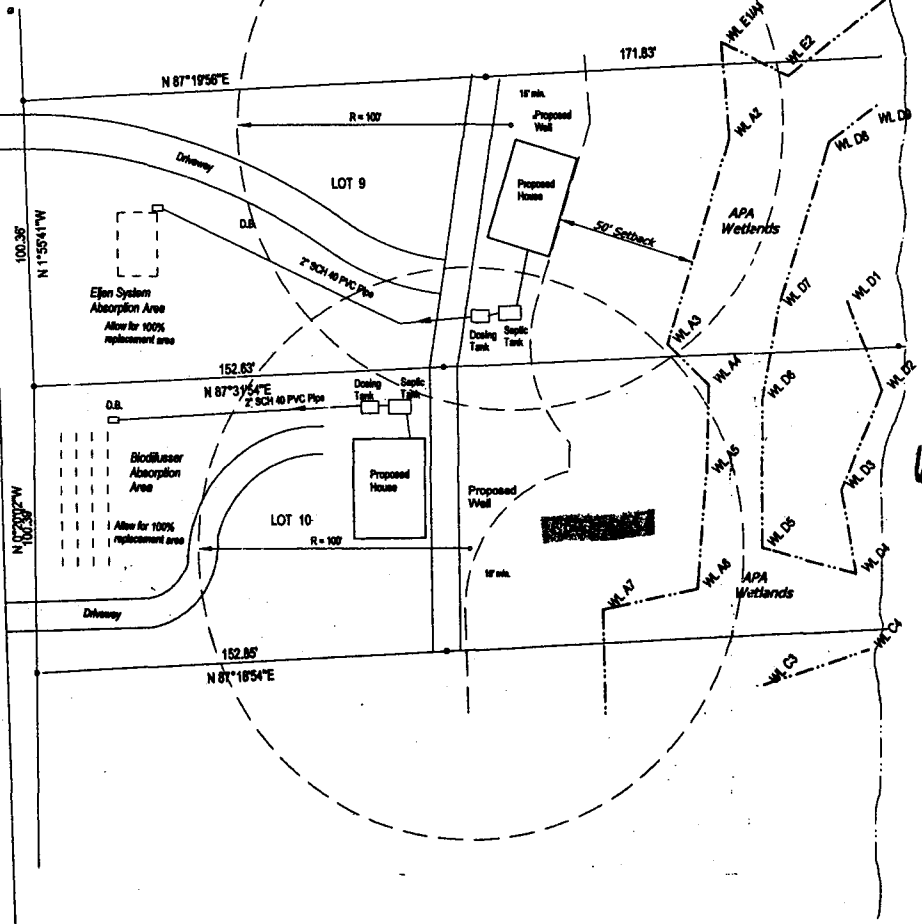 WL E1/A1
WL E2
171.83'
N 87°19'56"E
15' min.
Proposed
Well
R = 100'
WL A2
WL D8
WL D9
Driveway
LOT 9
Proposed
House
D.B.
50' Setback
APA
Wetlands
100.36'
N 1°55'41"W
2" SCH 40 PVC Pipe
WL D7
WL D1
Eljen System
Absorption Area
Allow for 100%
replacement area
Dosing
Tank
Septic
Tank
WL A3
WL A4
152.63'
N 87°31'54"E
WL D6
WL D2
D.B.
2" SCH 40 PVC Pipe
Dosing
Tank
Septic
Tank
Biodifusser
Absorption
Area
Proposed
House
Proposed
Well
WL A5
WL D3
Allow for 100%
replacement area
LOT 10
R = 100'
N 0°20'02"W
WL D5
WL D4
15' min.
WL A6
WL A7
APA
Wetlands
Driveway
152.85'
N 87°18'54"E
WL C4
WL C3